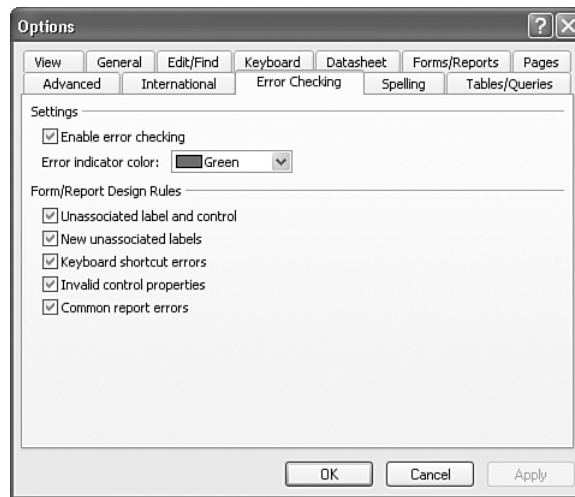 Options
View General Edit/Find Keyboard Datasheet Forms/Reports Pages
Advanced International Error Checking Spelling Tables/Queries
Settings
Enable error checking
Error indicator color: Green
Form/Report Design Rules
Unassociated label and control
New unassociated labels
Keyboard shortcut errors
Invalid control properties
Common report errors
OK Cancel Apply